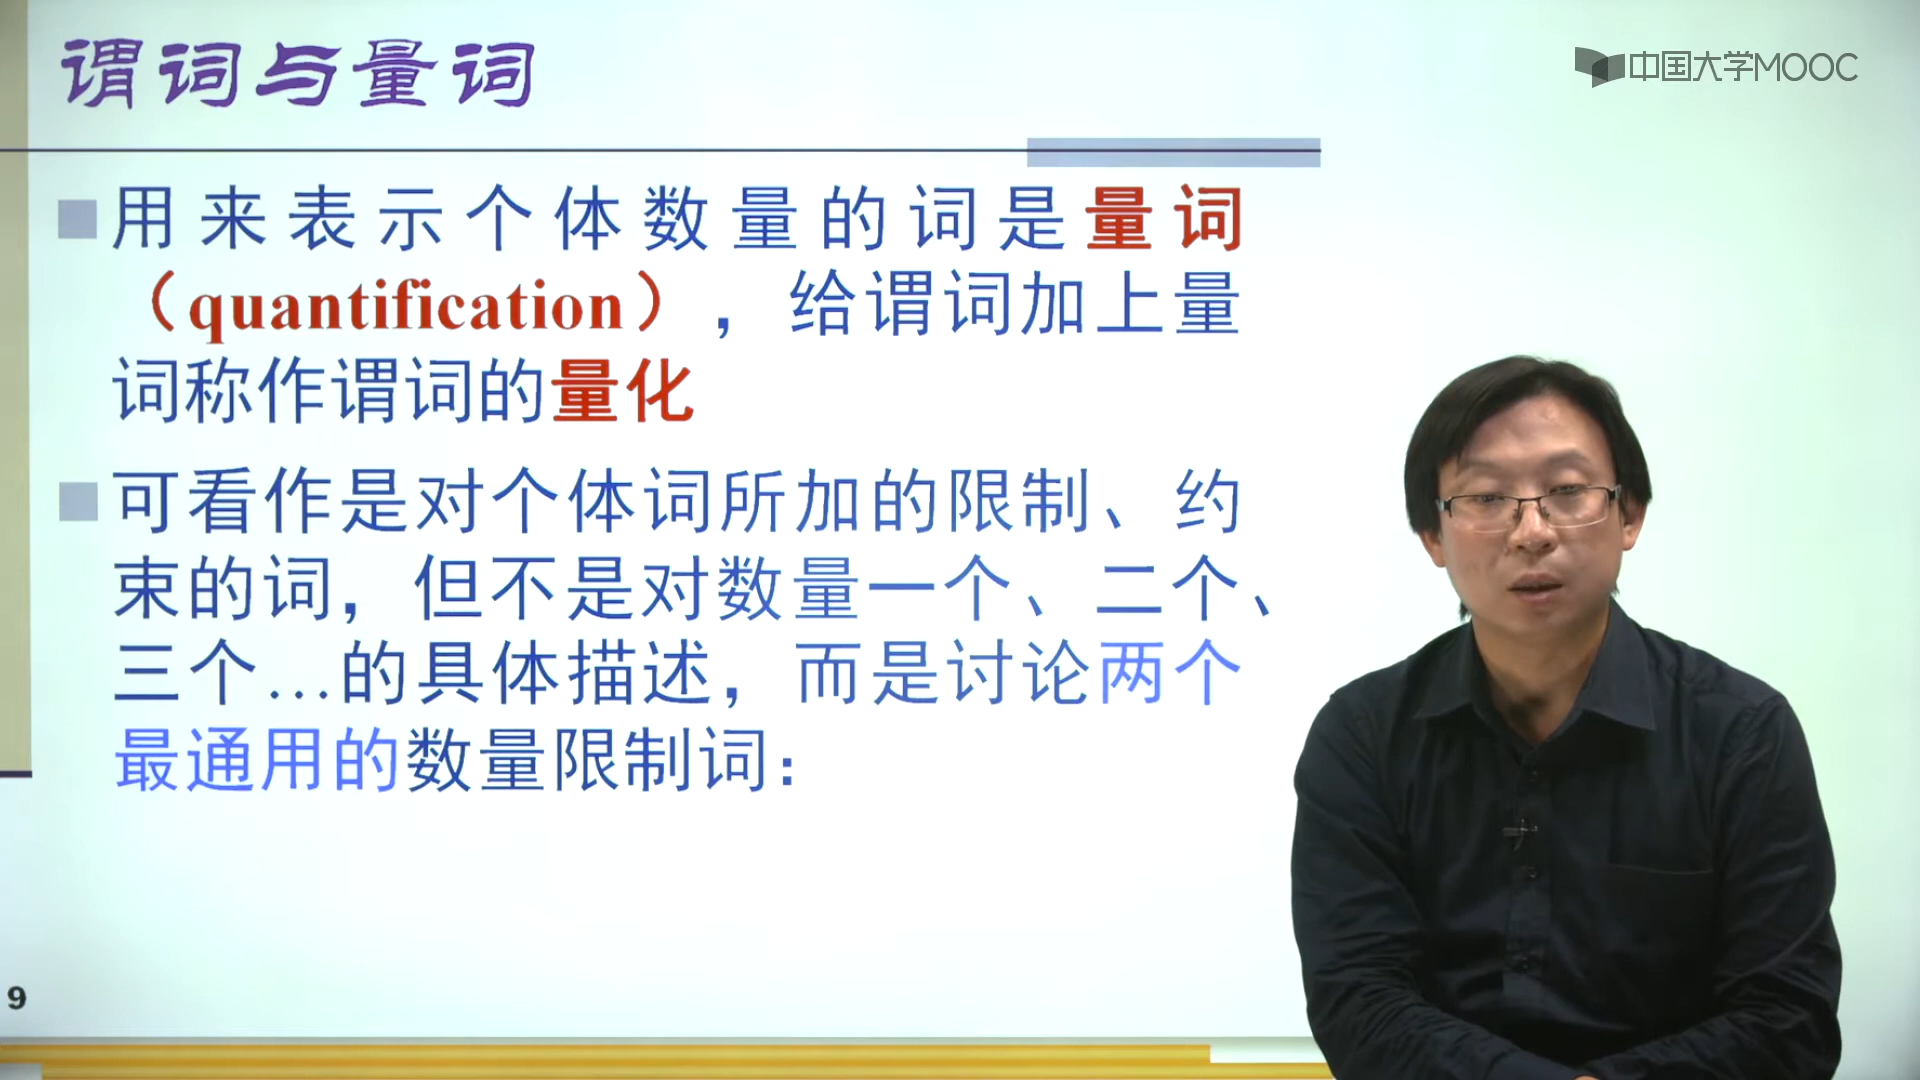 谓词与量词
中国大学MOOC
用来表示个体数量的词是量词
（quantification），给谓词加上量
词称作谓词的量化
可看作是对个体词所加的限制、约
束的词，但不是对数量一个、二个、
三个…的具体描述，而是讨论两个
最通用的数量限制词：
9